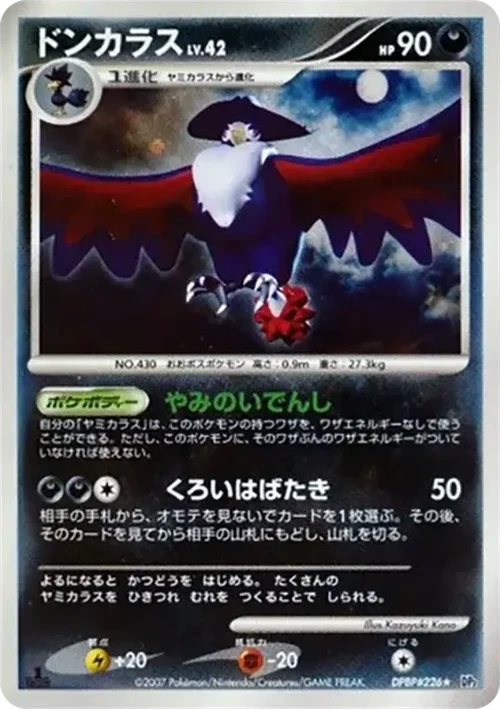 ドンカラス LV.42 HP90
1進化 ヤミカラスから進化
NO.430 おおボスポケモン 高さ：0.9m 重さ：27.3kg
ポケボディー やみのいでんし
自分の「ヤミカラス」は、このポケモンの持つワザを、ワザエネルギーなしで使う
ことができる。ただし、このポケモンに、そのワザぶんのワザエネルギーがついて
いなければ使えない。
くろいはばたき 50
相手の手札から、オモテを見ないでカードを1枚選ぶ。その後、
そのカードを見てから相手の山札にもどし、山札を切る。
よるになると かつどうを はじめる。たくさんの
ヤミカラスを ひきつれ むれを つくることで しられる。
Illus. Kazuyuki Kano
弱点 抵抗力 にげる
+20 -20 DPBP#226★
©2007 Pokémon/Nintendo/Creatures/GAME FREAK.